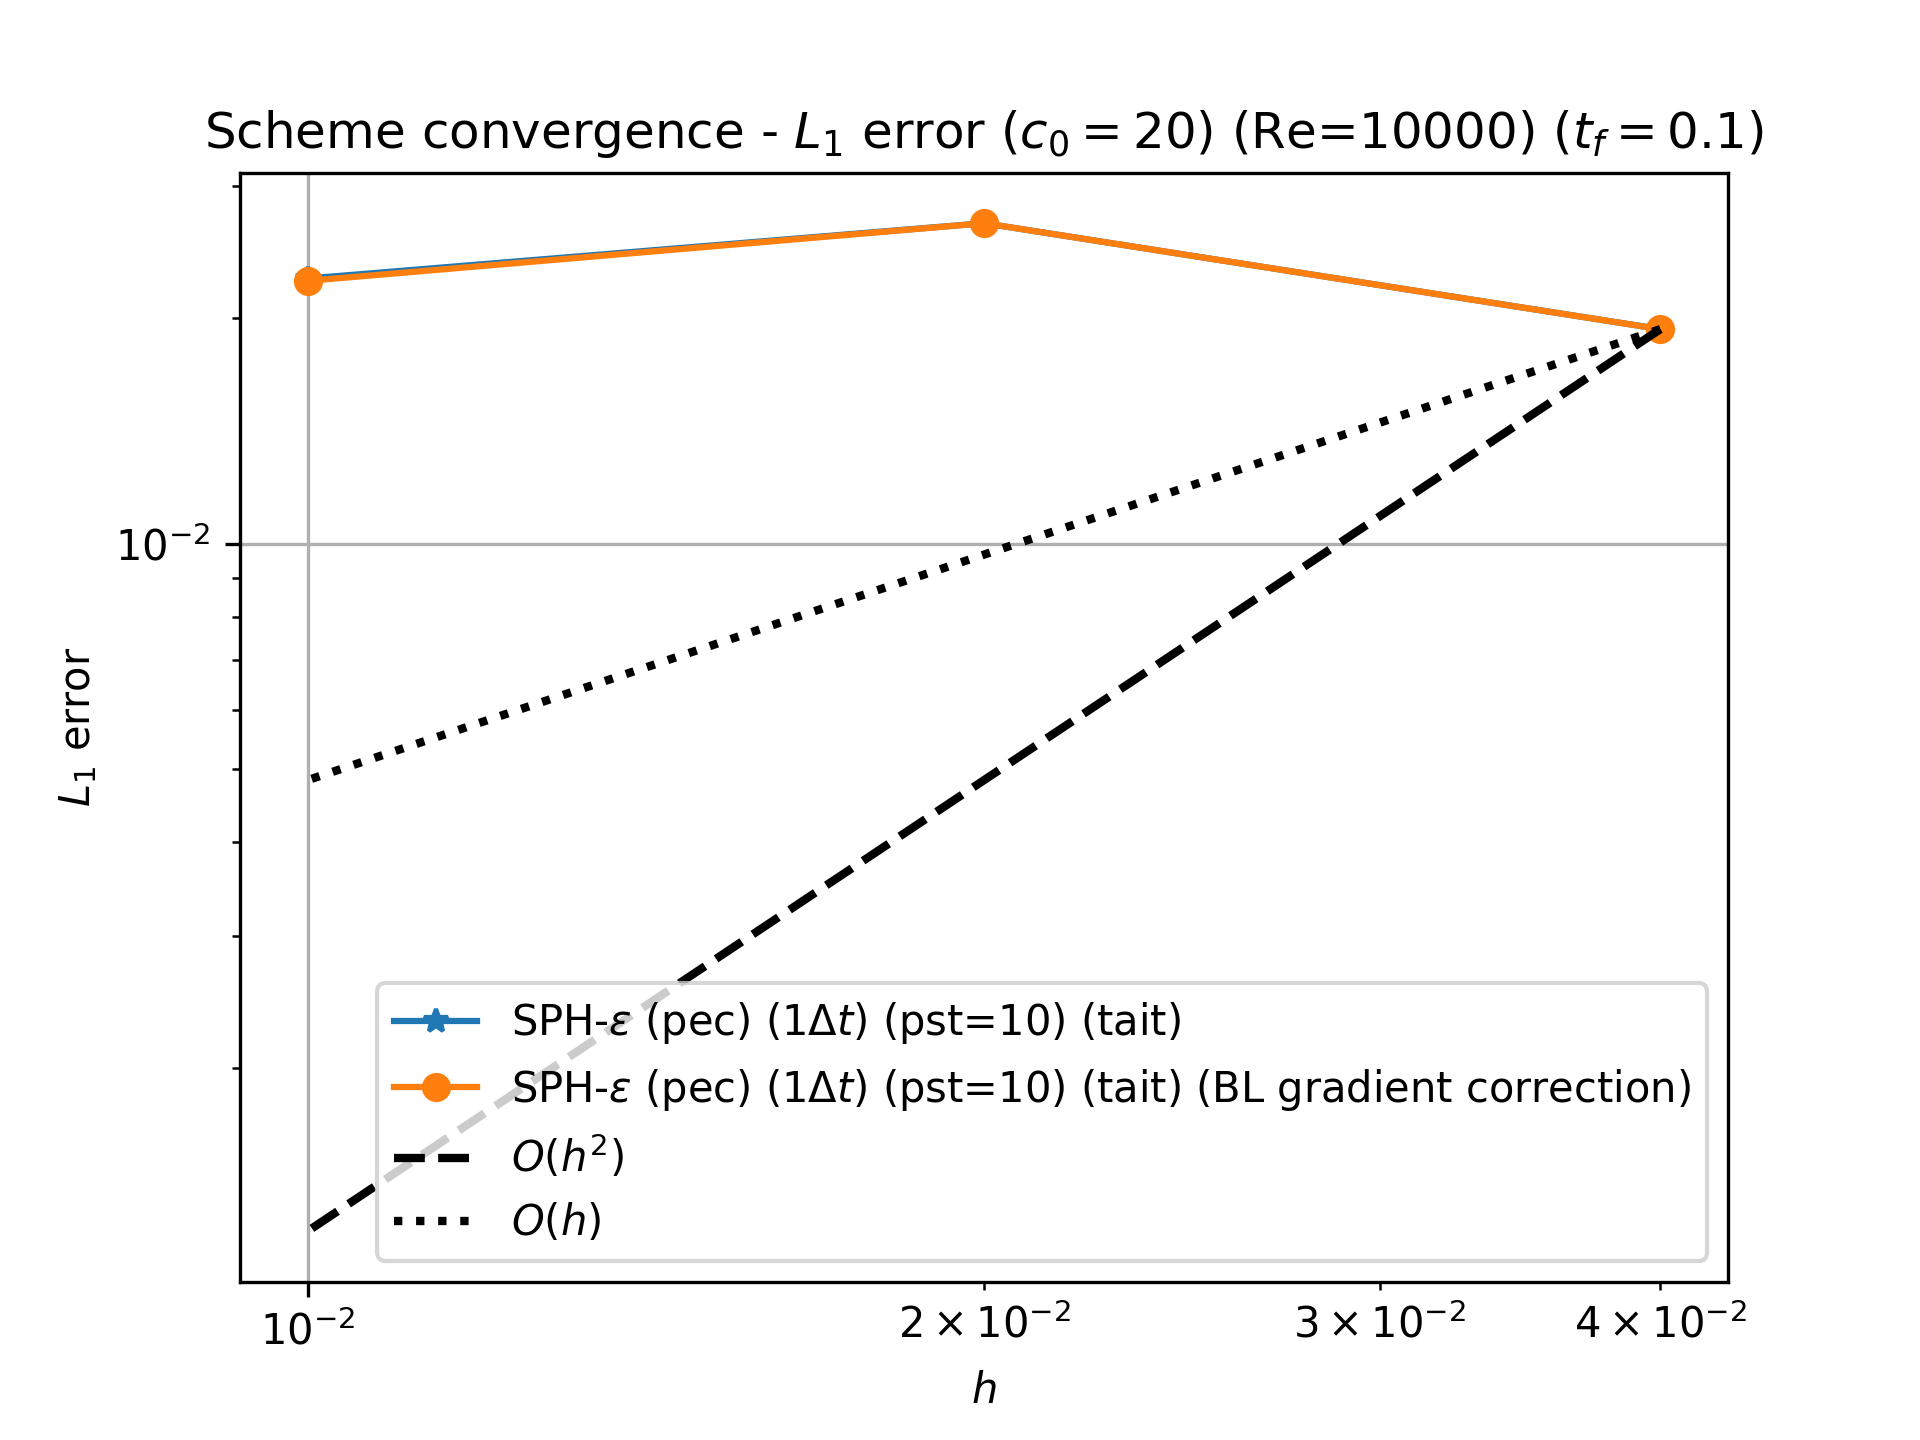 Scheme convergence - L₁ error (c₀ = 20) (Re=10000) (t_f = 0.1)
10⁻²
L₁ error
SPH-ε (pec) (1Δt) (pst=10) (tait)
SPH-ε (pec) (1Δt) (pst=10) (tait) (BL gradient correction)
O(h²)
O(h)
10⁻² 2 × 10⁻² 3 × 10⁻² 4 × 10⁻²
h